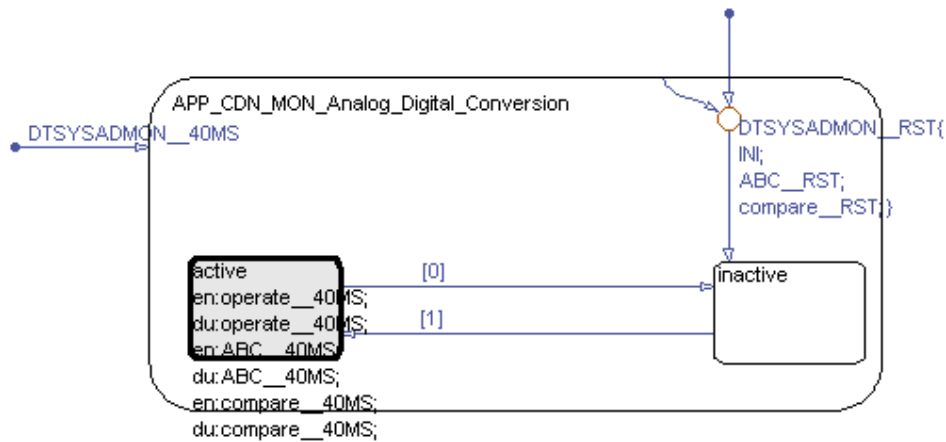 APP_CDN_MON_Analog_Digital_Conversion
DTSYSADMON__40MS
DTSYSADMON__RST{
INI;
ABC__RST;
compare__RST;}
active
en:operate__40MS;
du:operate__40MS;
en:ABC__40MS;
du:ABC__40MS;
en:compare__40MS;
du:compare__40MS;
[0]
[1]
inactive